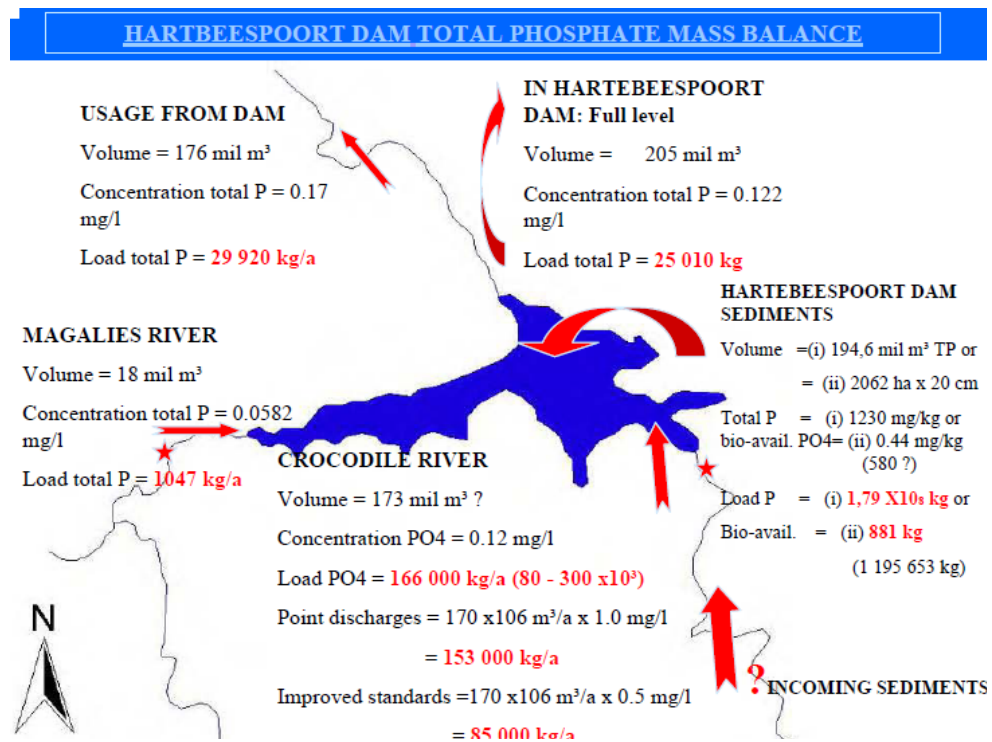 HARTBEESPOORT DAM TOTAL PHOSPHATE MASS BALANCE
USAGE FROM DAM
Volume = 176 mil m³
Concentration total P = 0.17
mg/l
Load total P = 29 920 kg/a
IN HARTEBEESPOORT
DAM: Full level
Volume = 205 mil m³
Concentration total P = 0.122
mg/l
Load total P = 25 010 kg
HARTEBEESPOORT DAM
SEDIMENTS
Volume =(i) 194,6 mil m³ TP or
= (ii) 2062 ha x 20 cm
Total P = (i) 1230 mg/kg or
bio-avail. PO4= (ii) 0.44 mg/kg
(580 ?)
Load P = (i) 1,79 X10s kg or
Bio-avail. = (ii) 881 kg
(1 195 653 kg)
MAGALIES RIVER
Volume = 18 mil m³
Concentration total P = 0.0582
mg/l
Load total P = 1047 kg/a
CROCODILE RIVER
Volume = 173 mil m³ ?
Concentration PO4 = 0.12 mg/l
Load PO4 = 166 000 kg/a (80 - 300 x10³)
Point discharges = 170 x106 m³/a x 1.0 mg/l
= 153 000 kg/a
Improved standards =170 x106 m³/a x 0.5 mg/l
= 85 000 kg/a
? INCOMING SEDIMENTS
N